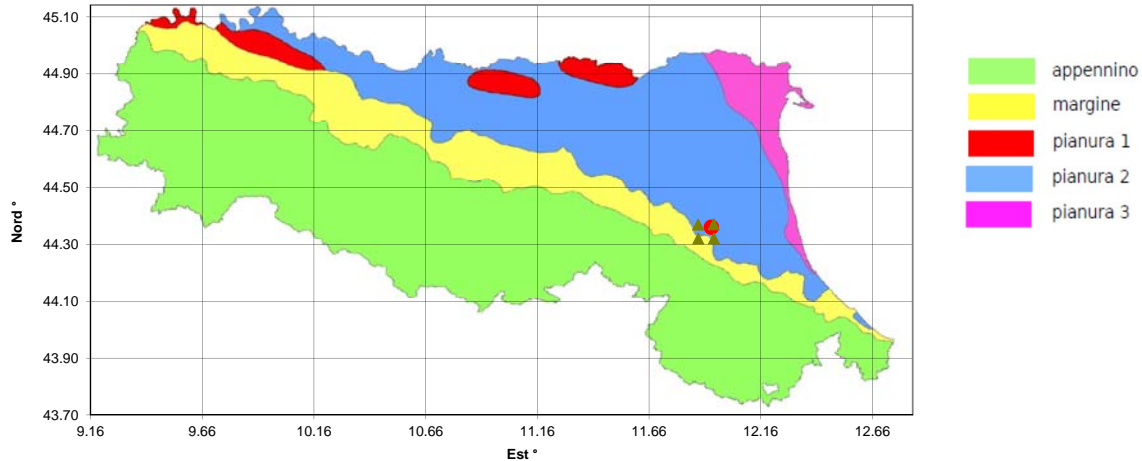 45.10
44.90
44.70
44.50
44.30
44.10
43.90
43.70
Nord °
9.16 9.66 10.16 10.66 11.16 11.66 12.16 12.66
Est °
appennino
margine
pianura 1
pianura 2
pianura 3